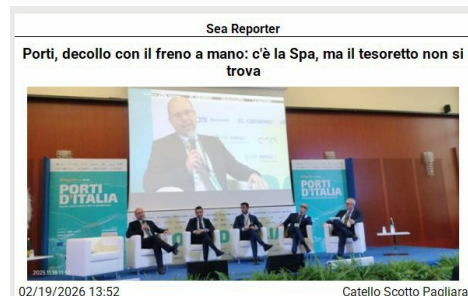 Sea Reporter
Porti, decollo con il freno a mano: c'è la Spa, ma il tesoretto non si
trova
PORTI
D'ITALIA
PORTI
D'ITALIA
02/19/2026 13:52
Catello Scotto Pagliara